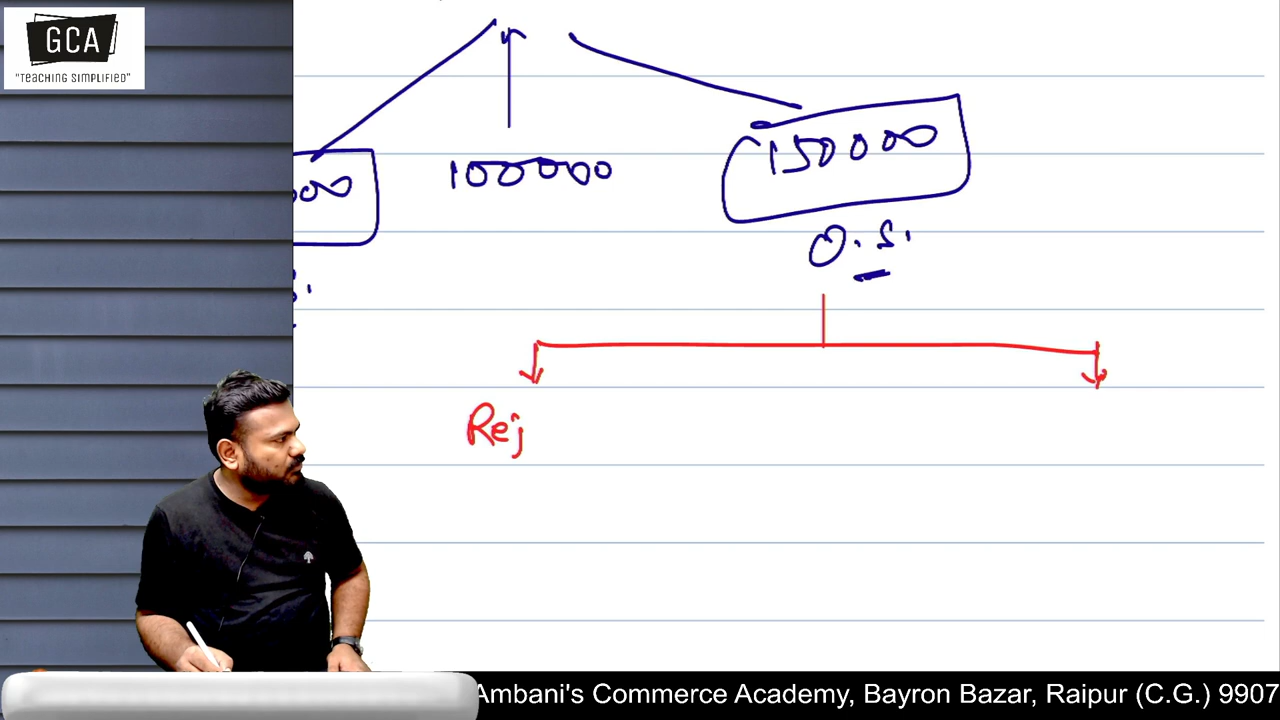 GCA
"TEACHING SIMPLIFIED"
100000
150000
O.S.
Rej
Ambani's Commerce Academy, Bayron Bazar, Raipur (C.G.) 9907